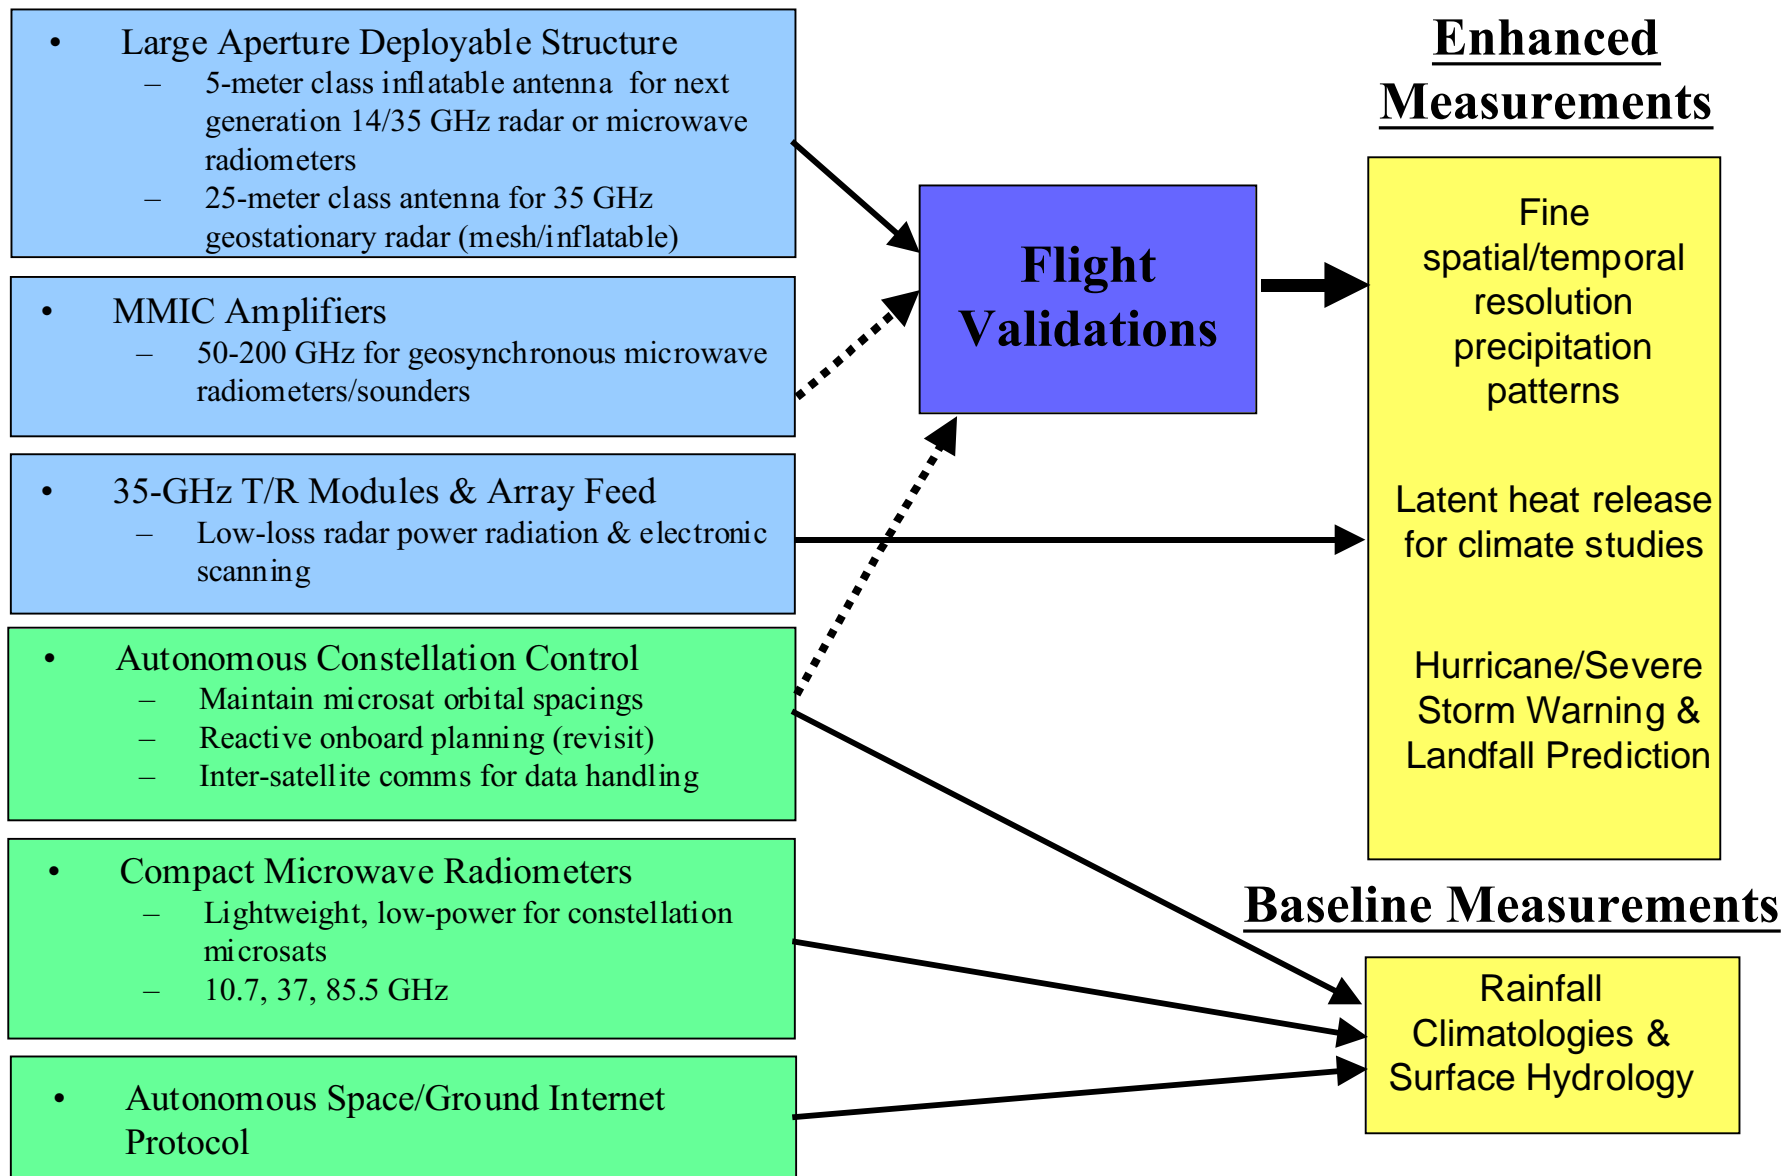 • Large Aperture Deployable Structure
– 5-meter class inflatable antenna for next
generation 14/35 GHz radar or microwave
radiometers
– 25-meter class antenna for 35 GHz
geostationary radar (mesh/inflatable)
• MMIC Amplifiers
– 50-200 GHz for geosynchronous microwave
radiometers/sounders
• 35-GHz T/R Modules & Array Feed
– Low-loss radar power radiation & electronic
scanning
• Autonomous Constellation Control
– Maintain microsat orbital spacings
– Reactive onboard planning (revisit)
– Inter-satellite comms for data handling
• Compact Microwave Radiometers
– Lightweight, low-power for constellation
microsats
– 10.7, 37, 85.5 GHz
• Autonomous Space/Ground Internet
Protocol
Flight
Validations
Enhanced
Measurements
Fine
spatial/temporal
resolution
precipitation
patterns
Latent heat release
for climate studies
Hurricane/Severe
Storm Warning &
Landfall Prediction
Baseline Measurements
Rainfall
Climatologies &
Surface Hydrology